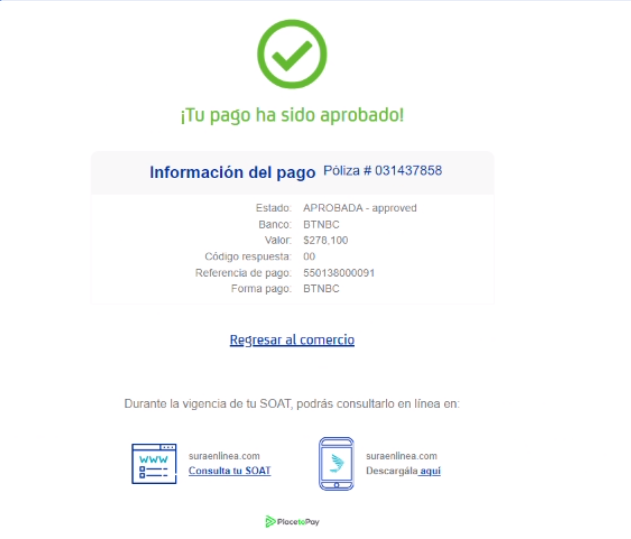 ¡Tu pago ha sido aprobado!
Información del pago Póliza # 031437858
Estado: APROBADA - approved
Banco: BTNBC
Valor: $278,100
Código respuesta: 00
Referencia de pago: 550138000091
Forma pago: BTNBC
Regresar al comercio
Durante la vigencia de tu SOAT, podrás consultarlo en línea en:
www
suraenlinea.com
Consulta tu SOAT
suraenlinea.com
Descargála aquí
PlacetoPay